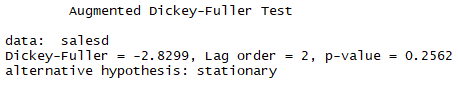 Augmented Dickey-Fuller Test
data:  salesd
Dickey-Fuller = -2.8299, Lag order = 2, p-value = 0.2562
alternative hypothesis: stationary